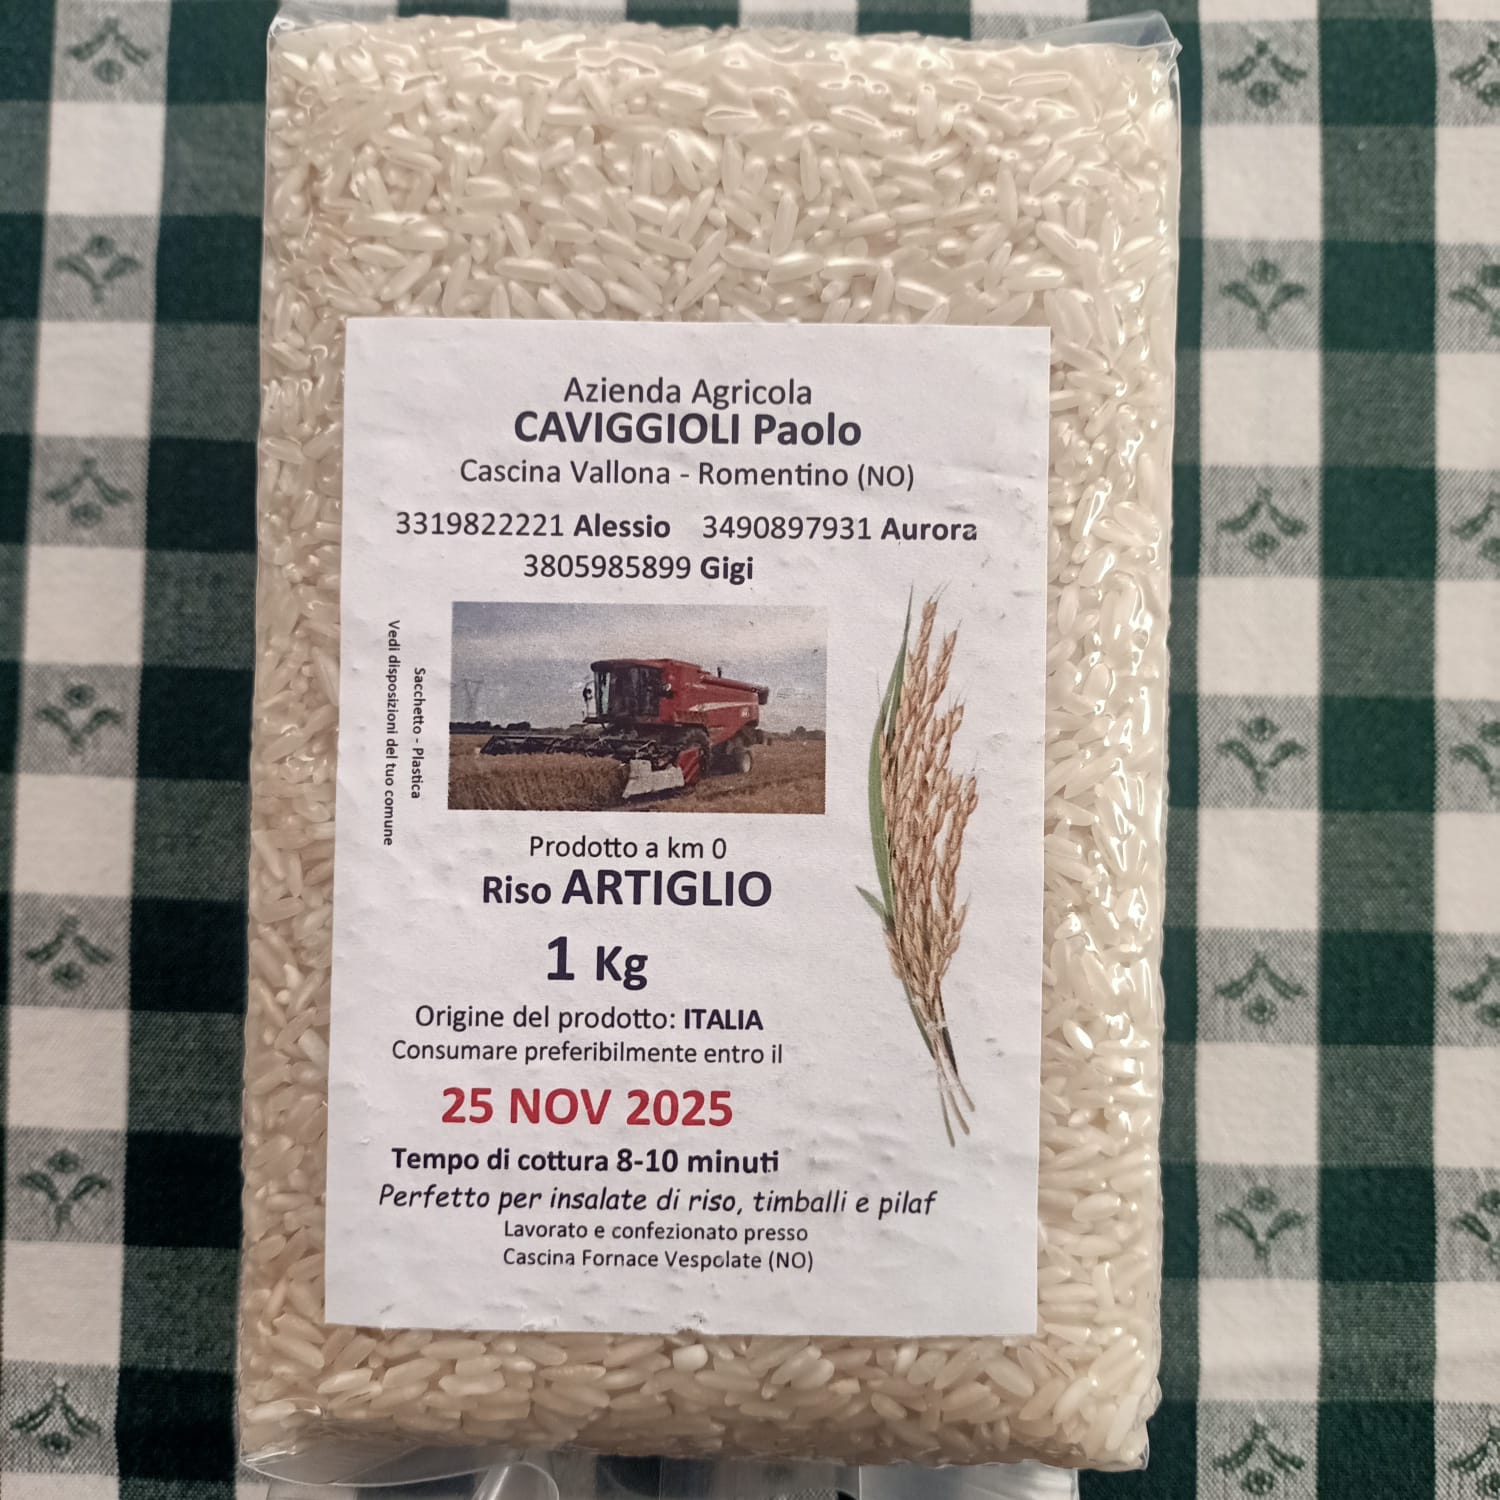 Azienda Agricola
CAVIGGIOLI Paolo
Cascina Vallona - Romentino (NO)
3319822221 Alessio 3490897931 Aurora
3805985899 Gigi
Sacchetto - Plastica
Vedi disposizioni del tuo comune
Prodotto a km 0
Riso ARTIGLIO
1 Kg
Origine del prodotto: ITALIA
Consumare preferibilmente entro il
25 NOV 2025
Tempo di cottura 8-10 minuti
Perfetto per insalate di riso, timballi e pilaf
Lavorato e confezionato presso
Cascina Fornace Vespolate (NO)